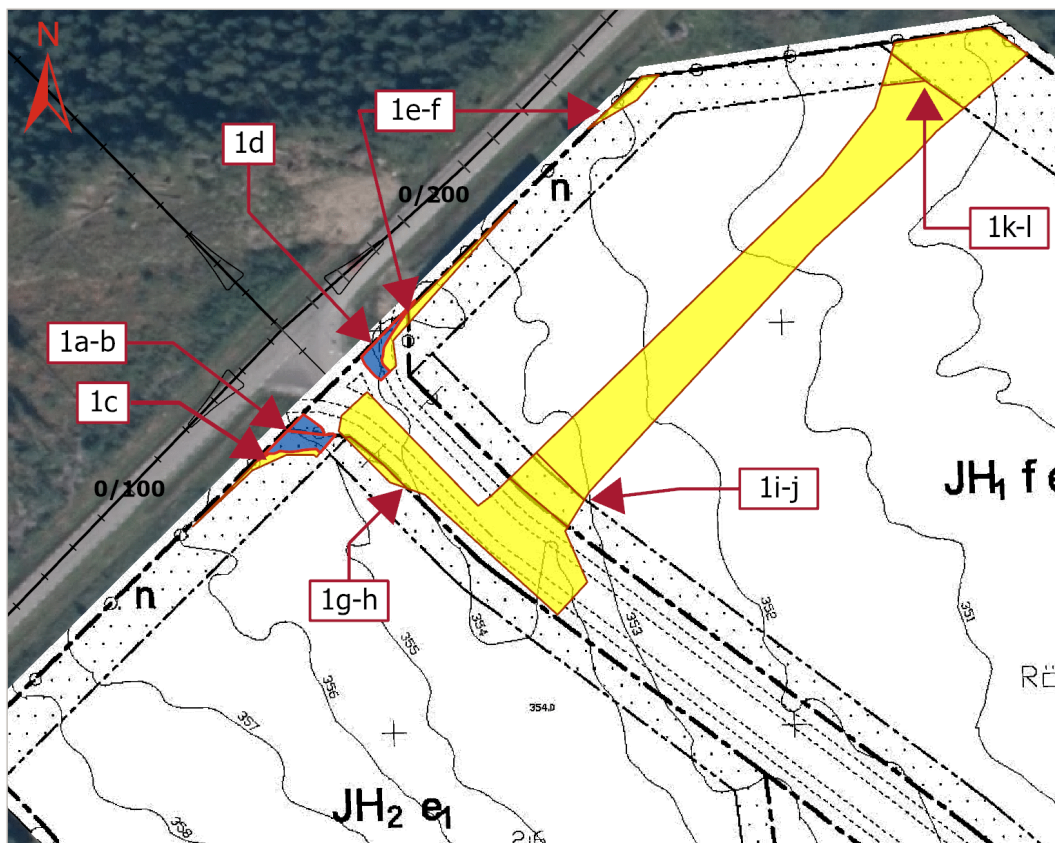 N
1e-f
1d
0/200
n
1k-l
1a-b
1c
0/100
1i-j
JH₁ f
n
1g-h
352
351
353
354
355
356
354.0
357
JH₂ e₁
358